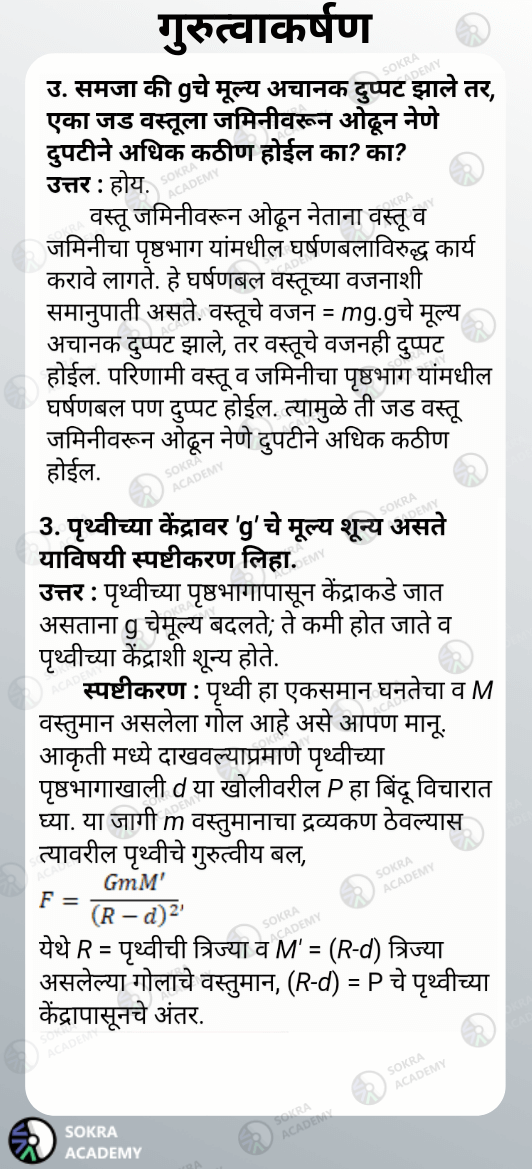 गुरुत्वाकर्षण
उ. समजा की gचे मूल्य अचानक दुप्पट झाले तर,
एका जड वस्तूला जमिनीवरून ओढून नेणे
दुपटीने अधिक कठीण होईल का? का?
उत्तर : होय.
वस्तू जमिनीवरून ओढून नेताना वस्तू व
जमिनीचा पृष्ठभाग यांमधील घर्षणबलाविरुद्ध कार्य
करावे लागते. हे घर्षणबल वस्तूच्या वजनाशी
समानुपाती असते. वस्तूचे वजन = mg.gचे मूल्य
अचानक दुप्पट झाले, तर वस्तूचे वजनही दुप्पट
होईल. परिणामी वस्तू व जमिनीचा पृष्ठभाग यांमधील
घर्षणबल पण दुप्पट होईल. त्यामुळे ती जड वस्तू
जमिनीवरून ओढून नेणे दुपटीने अधिक कठीण
होईल.
3. पृथ्वीच्या केंद्रावर 'g' चे मूल्य शून्य असते
याविषयी स्पष्टीकरण लिहा.
उत्तर : पृथ्वीच्या पृष्ठभागापासून केंद्राकडे जात
असताना g चेमूल्य बदलते; ते कमी होत जाते व
पृथ्वीच्या केंद्राशी शून्य होते.
स्पष्टीकरण : पृथ्वी हा एकसमान घनतेचा व M
वस्तुमान असलेला गोल आहे असे आपण मानू.
आकृती मध्ये दाखवल्याप्रमाणे पृथ्वीच्या
पृष्ठभागाखाली d या खोलीवरील P हा बिंदू विचारात
घ्या. या जागी m वस्तुमानाचा द्रव्यकण ठेवल्यास
त्यावरील पृथ्वीचे गुरुत्वीय बल,
F = GmM' / (R − d)²,
येथे R = पृथ्वीची त्रिज्या व M' = (R-d) त्रिज्या
असलेल्या गोलाचे वस्तुमान, (R-d) = P चे पृथ्वीच्या
केंद्रापासूनचे अंतर.
SOKRA
ACADEMY